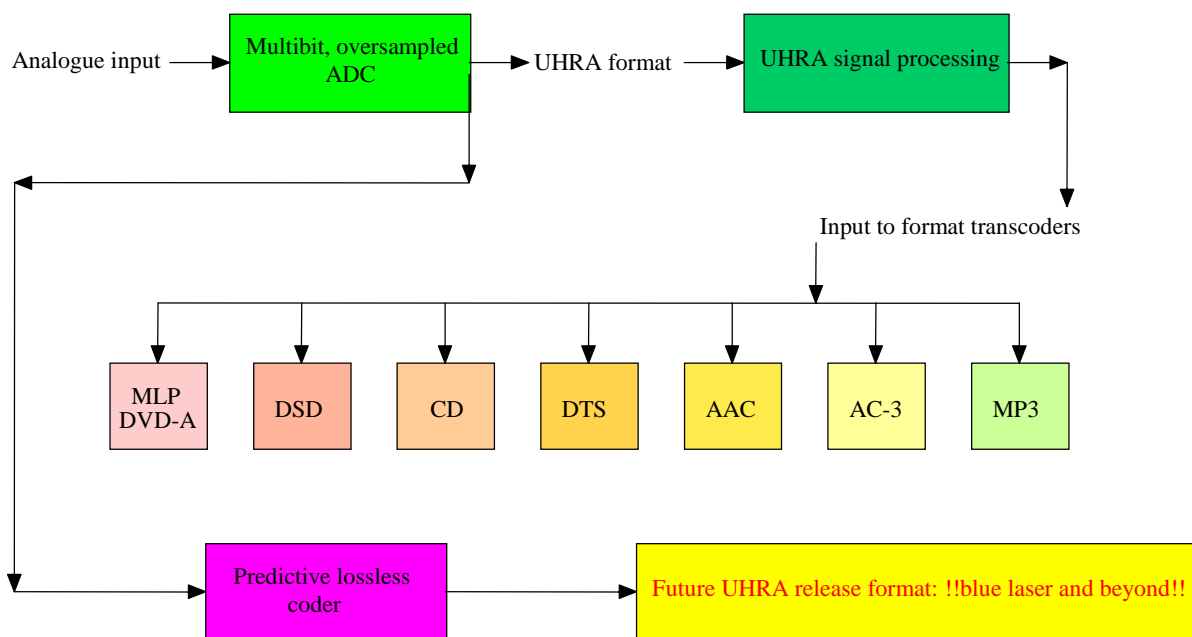 Analogue input
Multibit, oversampled
ADC
UHRA format
UHRA signal processing
Input to format transcoders
MLP
DVD-A
DSD
CD
DTS
AAC
AC-3
MP3
Predictive lossless
coder
Future UHRA release format: !!blue laser and beyond!!